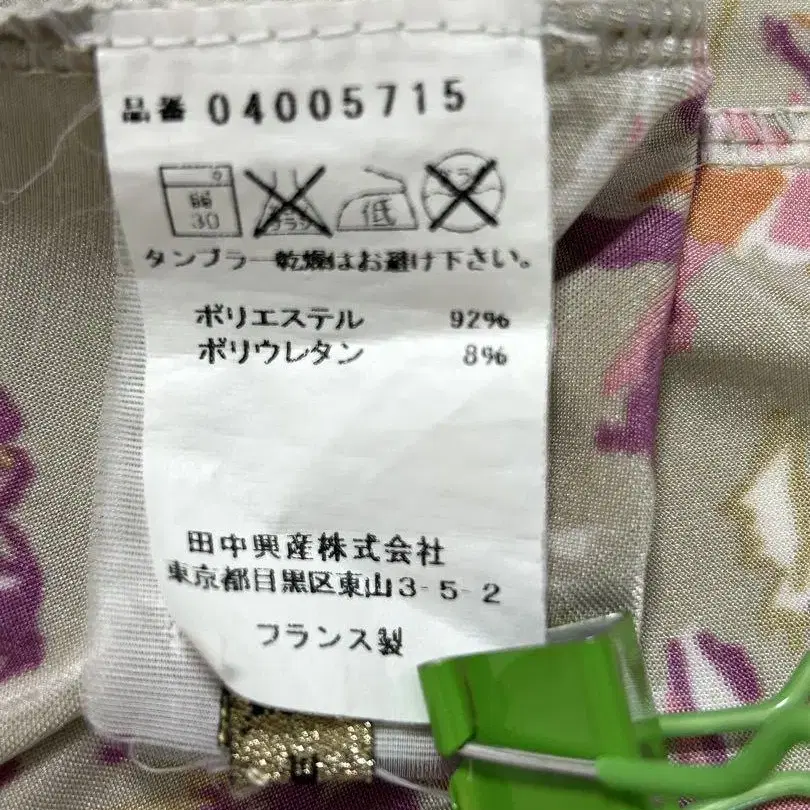 品番 04005715
弱
30
低
タンブラー乾燥はお避け下さい。
ポリエステル 92%
ポリウレタン 8%
田中興産株式会社
東京都目黒区東山3-5-2
フランス製